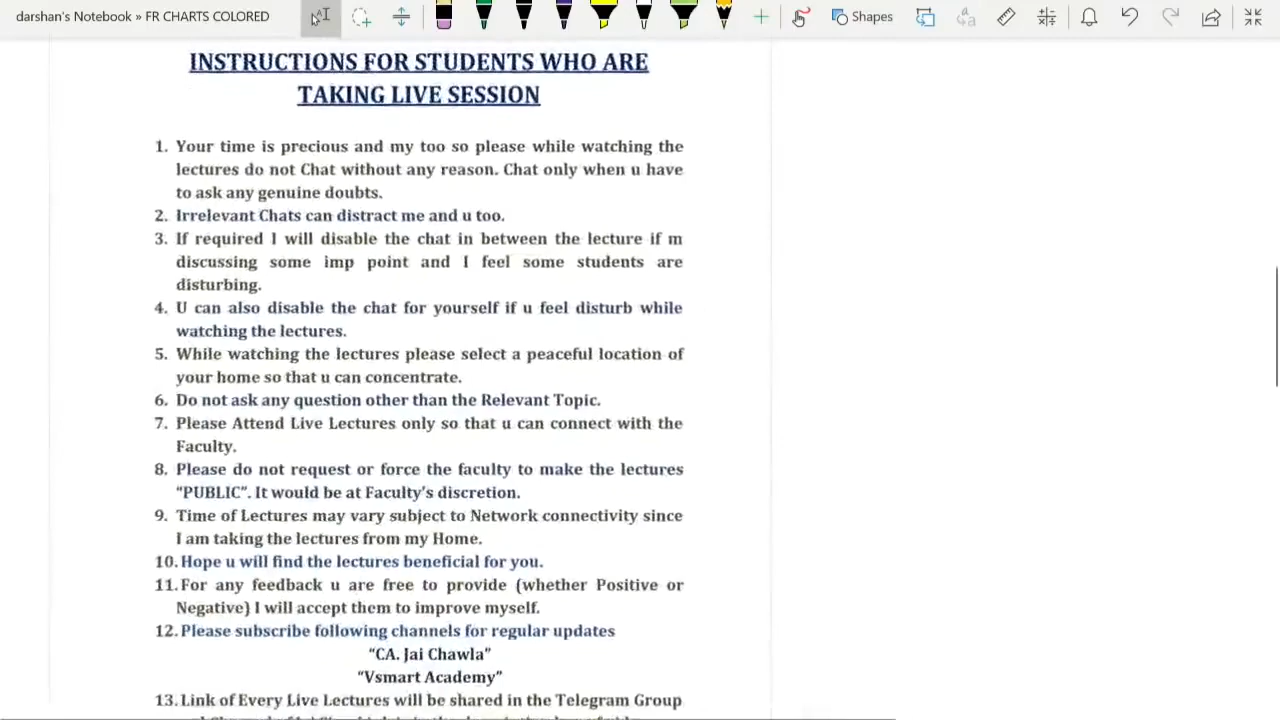 darshan's Notebook » FR CHARTS COLORED
Shapes
INSTRUCTIONS FOR STUDENTS WHO ARE
TAKING LIVE SESSION
1. Your time is precious and my too so please while watching the
lectures do not Chat without any reason. Chat only when u have
to ask any genuine doubts.
2. Irrelevant Chats can distract me and u too.
3. If required I will disable the chat in between the lecture if m
discussing some imp point and I feel some students are
disturbing.
4. U can also disable the chat for yourself if u feel disturb while
watching the lectures.
5. While watching the lectures please select a peaceful location of
your home so that u can concentrate.
6. Do not ask any question other than the Relevant Topic.
7. Please Attend Live Lectures only so that u can connect with the
Faculty.
8. Please do not request or force the faculty to make the lectures
“PUBLIC”. It would be at Faculty’s discretion.
9. Time of Lectures may vary subject to Network connectivity since
I am taking the lectures from my Home.
10. Hope u will find the lectures beneficial for you.
11. For any feedback u are free to provide (whether Positive or
Negative) I will accept them to improve myself.
12. Please subscribe following channels for regular updates
“CA. Jai Chawla”
“Vsmart Academy”
13. Link of Every Live Lectures will be shared in the Telegram Group